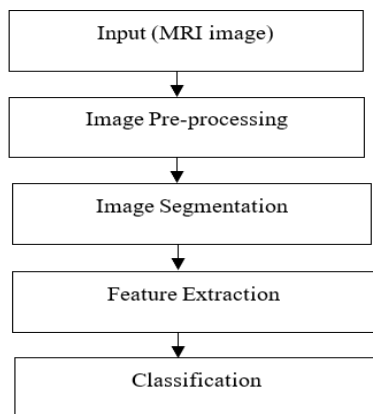 Input (MRI image)
Image Pre-processing
Image Segmentation
Feature Extraction
Classification